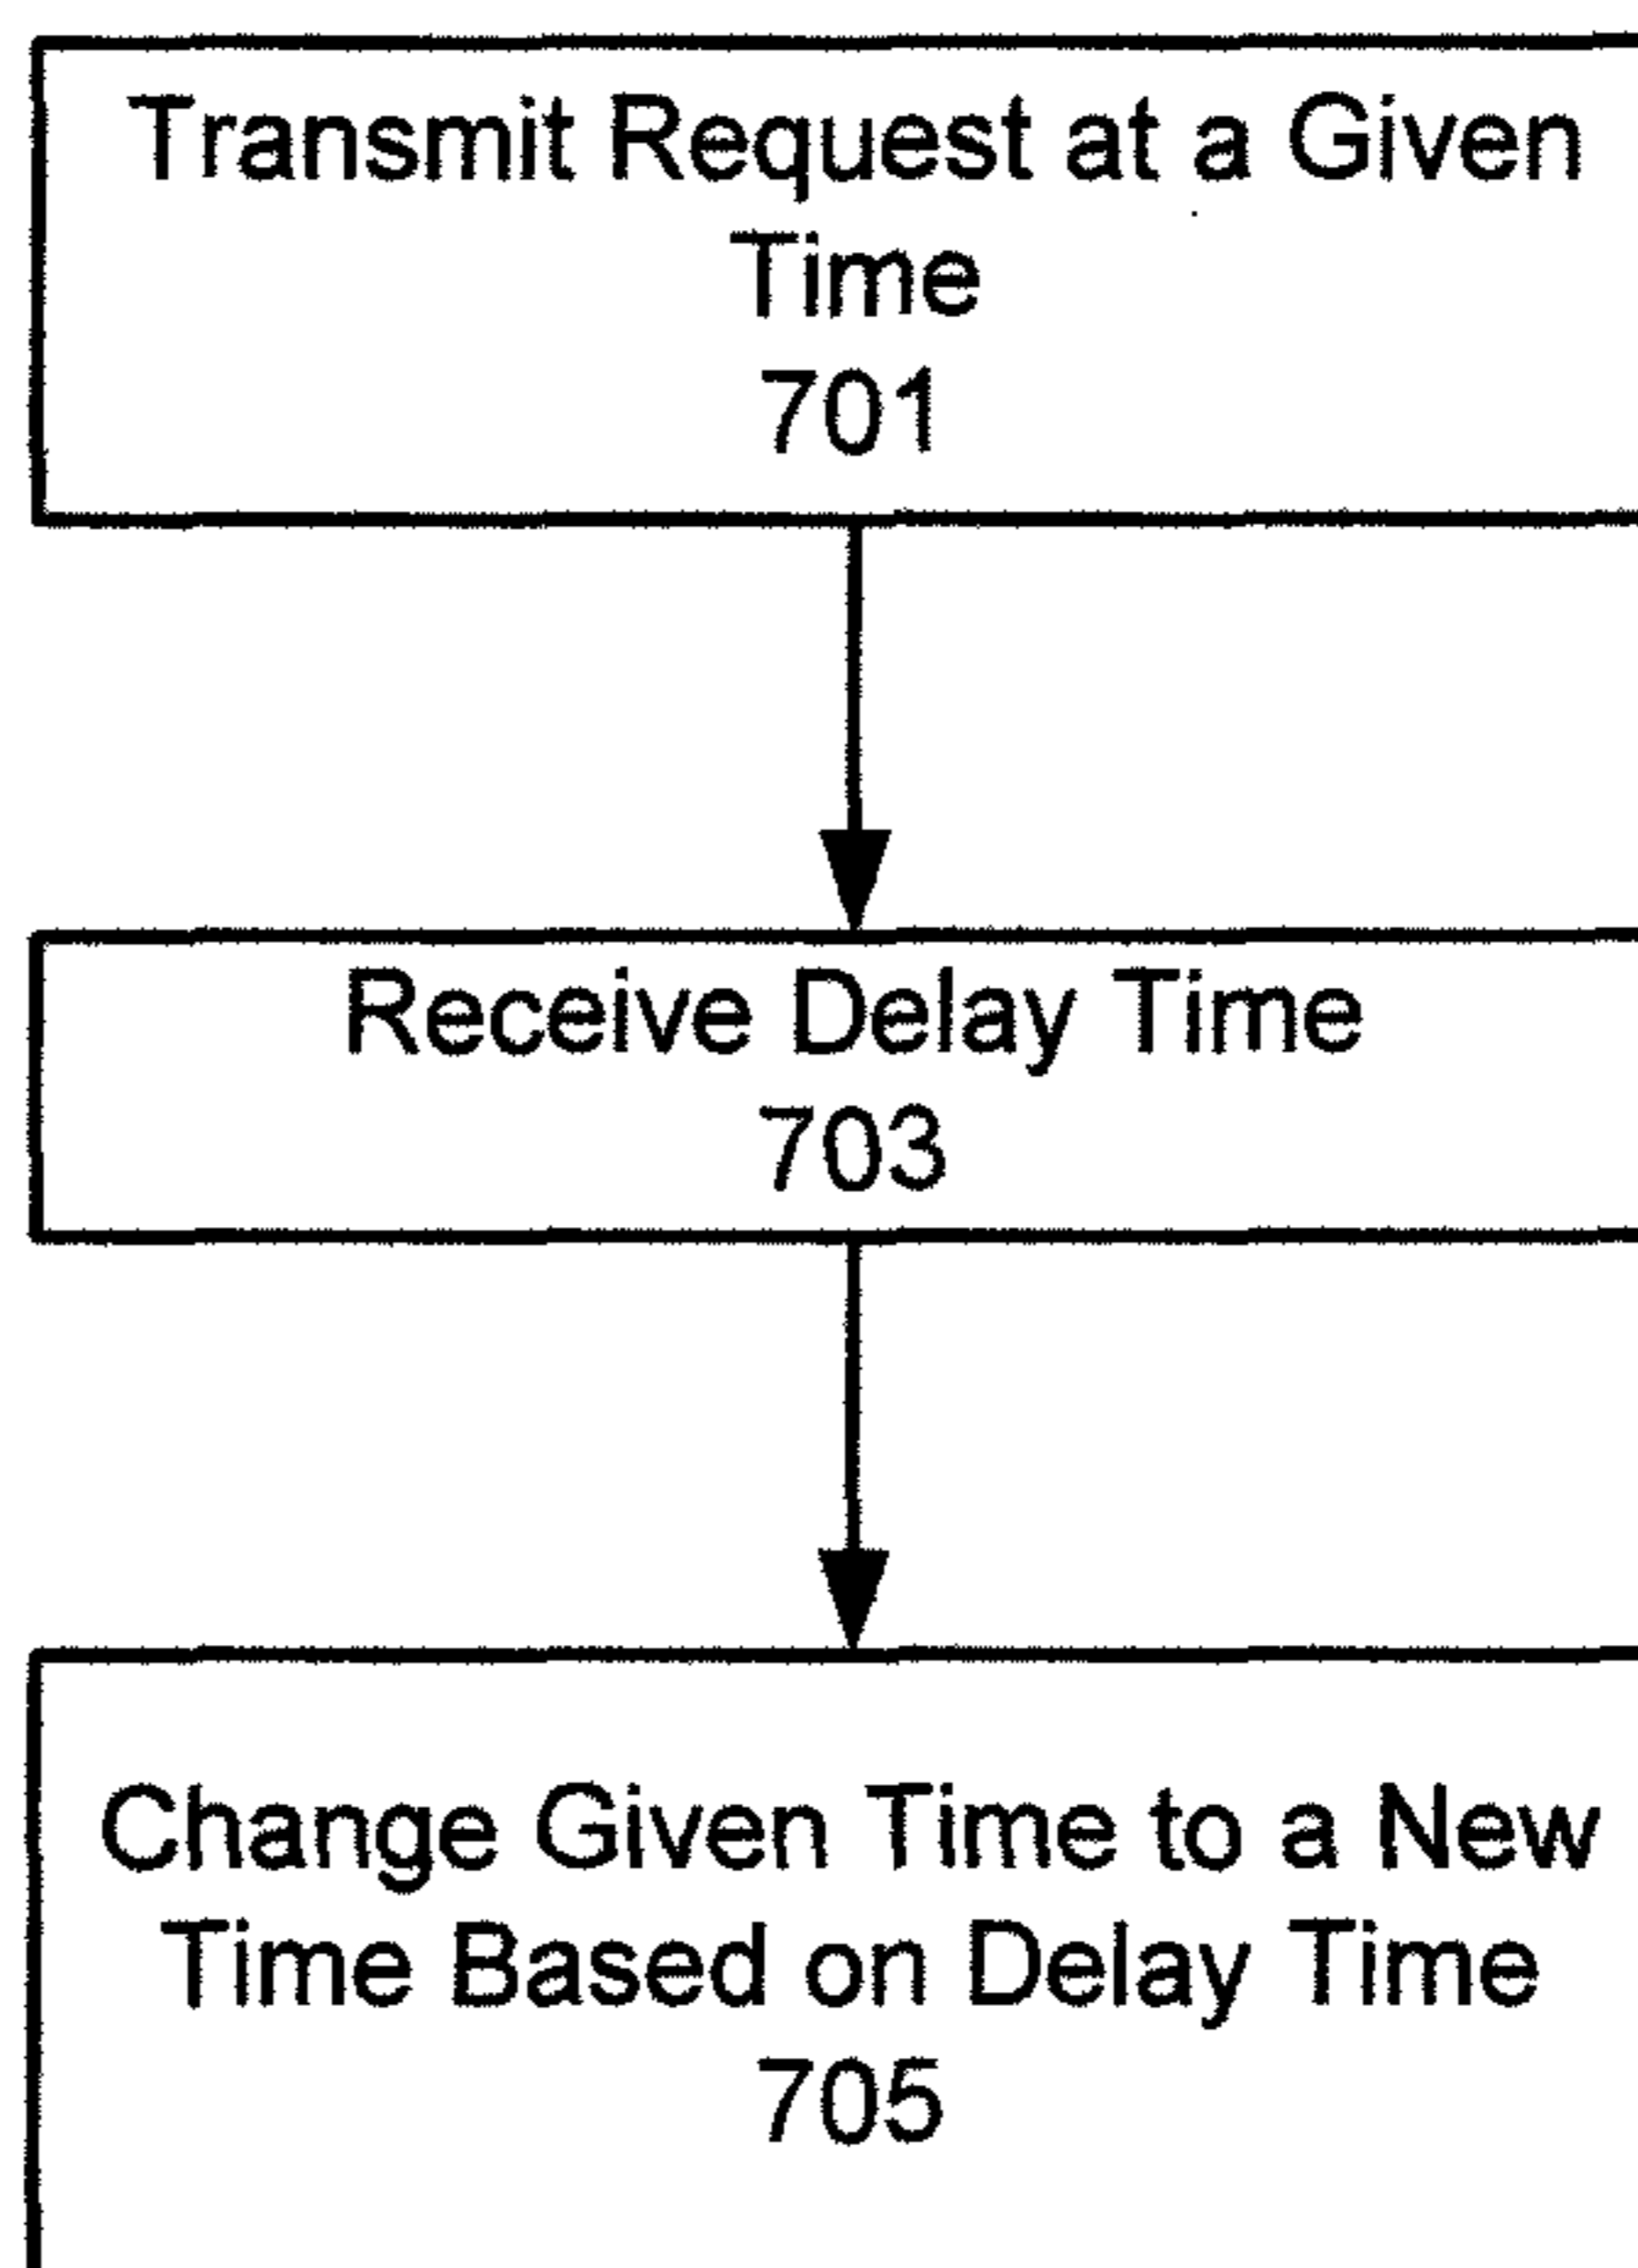 Transmit Request at a Given
Time
701
Receive Delay Time
703
Change Given Time to a New
Time Based on Delay Time
705